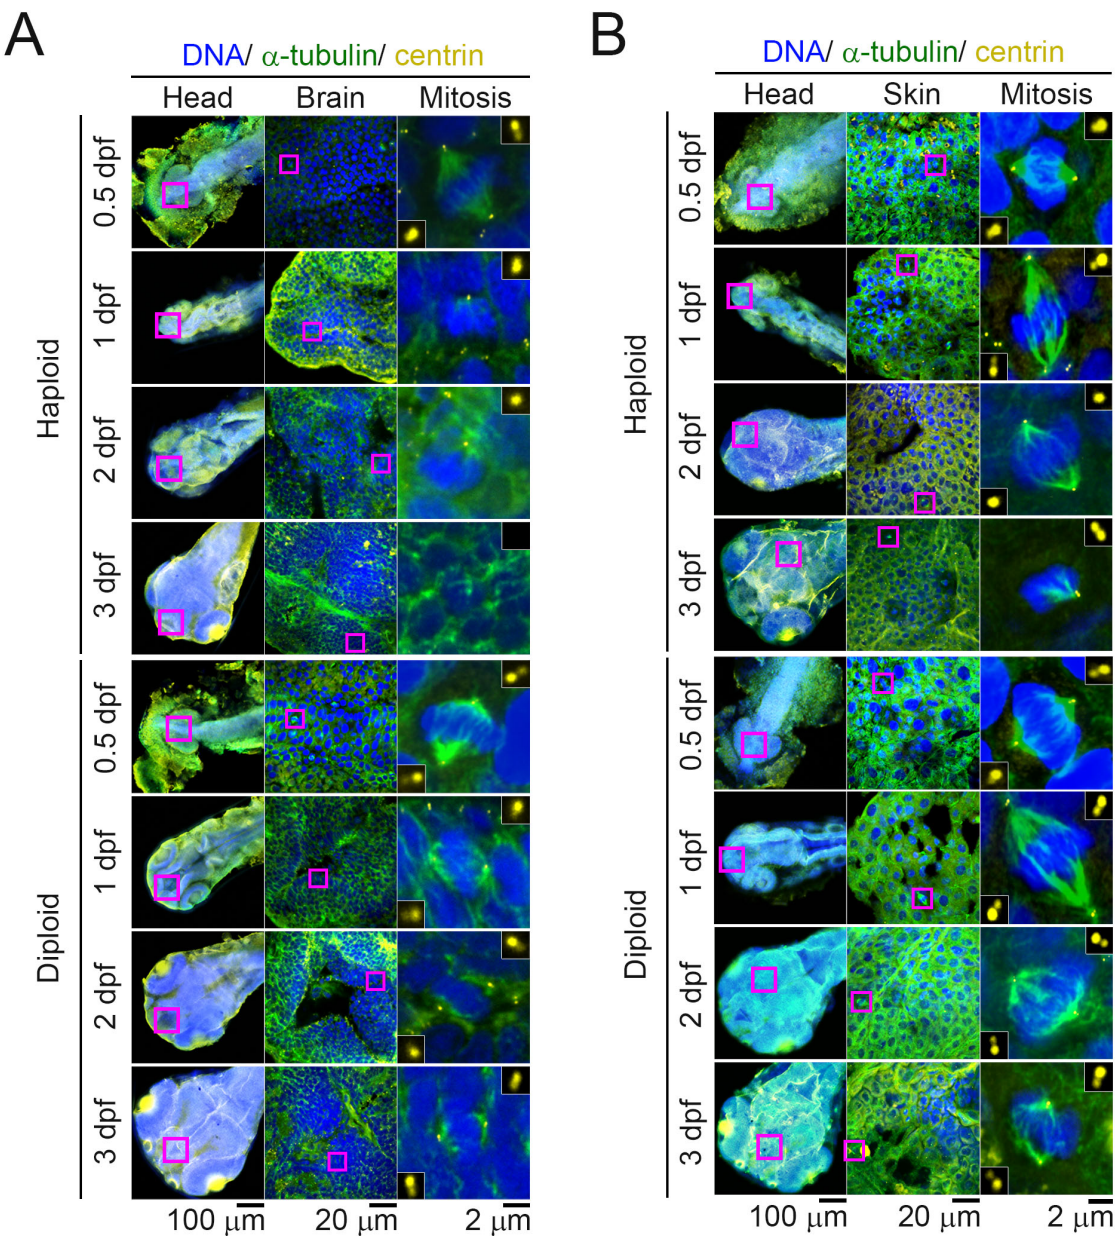 A
DNA/ α-tubulin/ centrin
Head Brain Mitosis
Haploid
0.5 dpf
1 dpf
2 dpf
3 dpf
Diploid
0.5 dpf
1 dpf
2 dpf
3 dpf
100 μm 20 μm 2 μm
B
DNA/ α-tubulin/ centrin
Head Skin Mitosis
Haploid
0.5 dpf
1 dpf
2 dpf
3 dpf
Diploid
0.5 dpf
1 dpf
2 dpf
3 dpf
100 μm 20 μm 2 μm